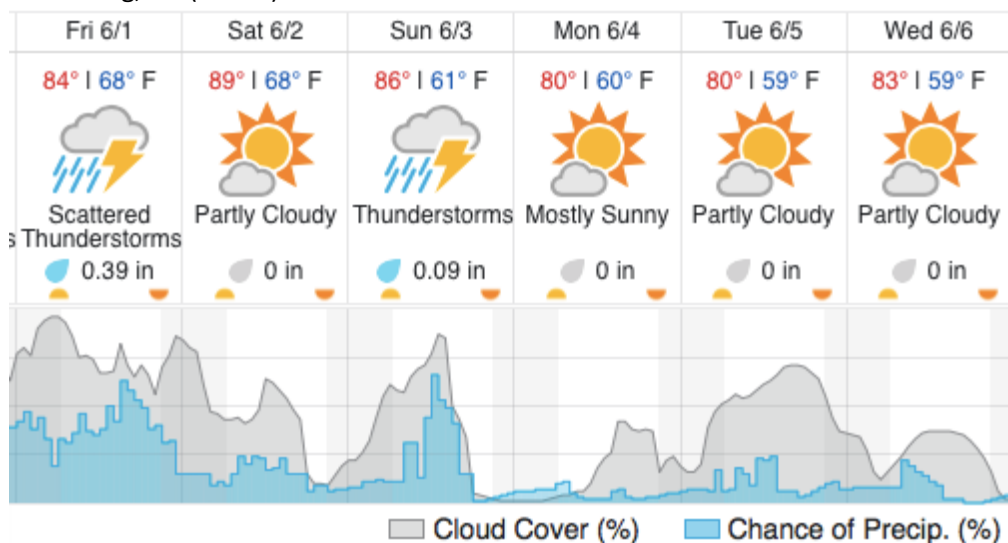 Fri 6/1 Sat 6/2 Sun 6/3 Mon 6/4 Tue 6/5 Wed 6/6
84° | 68° F 89° | 68° F 86° | 61° F 80° | 60° F 80° | 59° F 83° | 59° F
Scattered Partly Cloudy Thunderstorms Mostly Sunny Partly Cloudy Partly Cloudy
s Thunderstorms
0.39 in 0 in 0.09 in 0 in 0 in 0 in
Cloud Cover (%) Chance of Precip. (%)